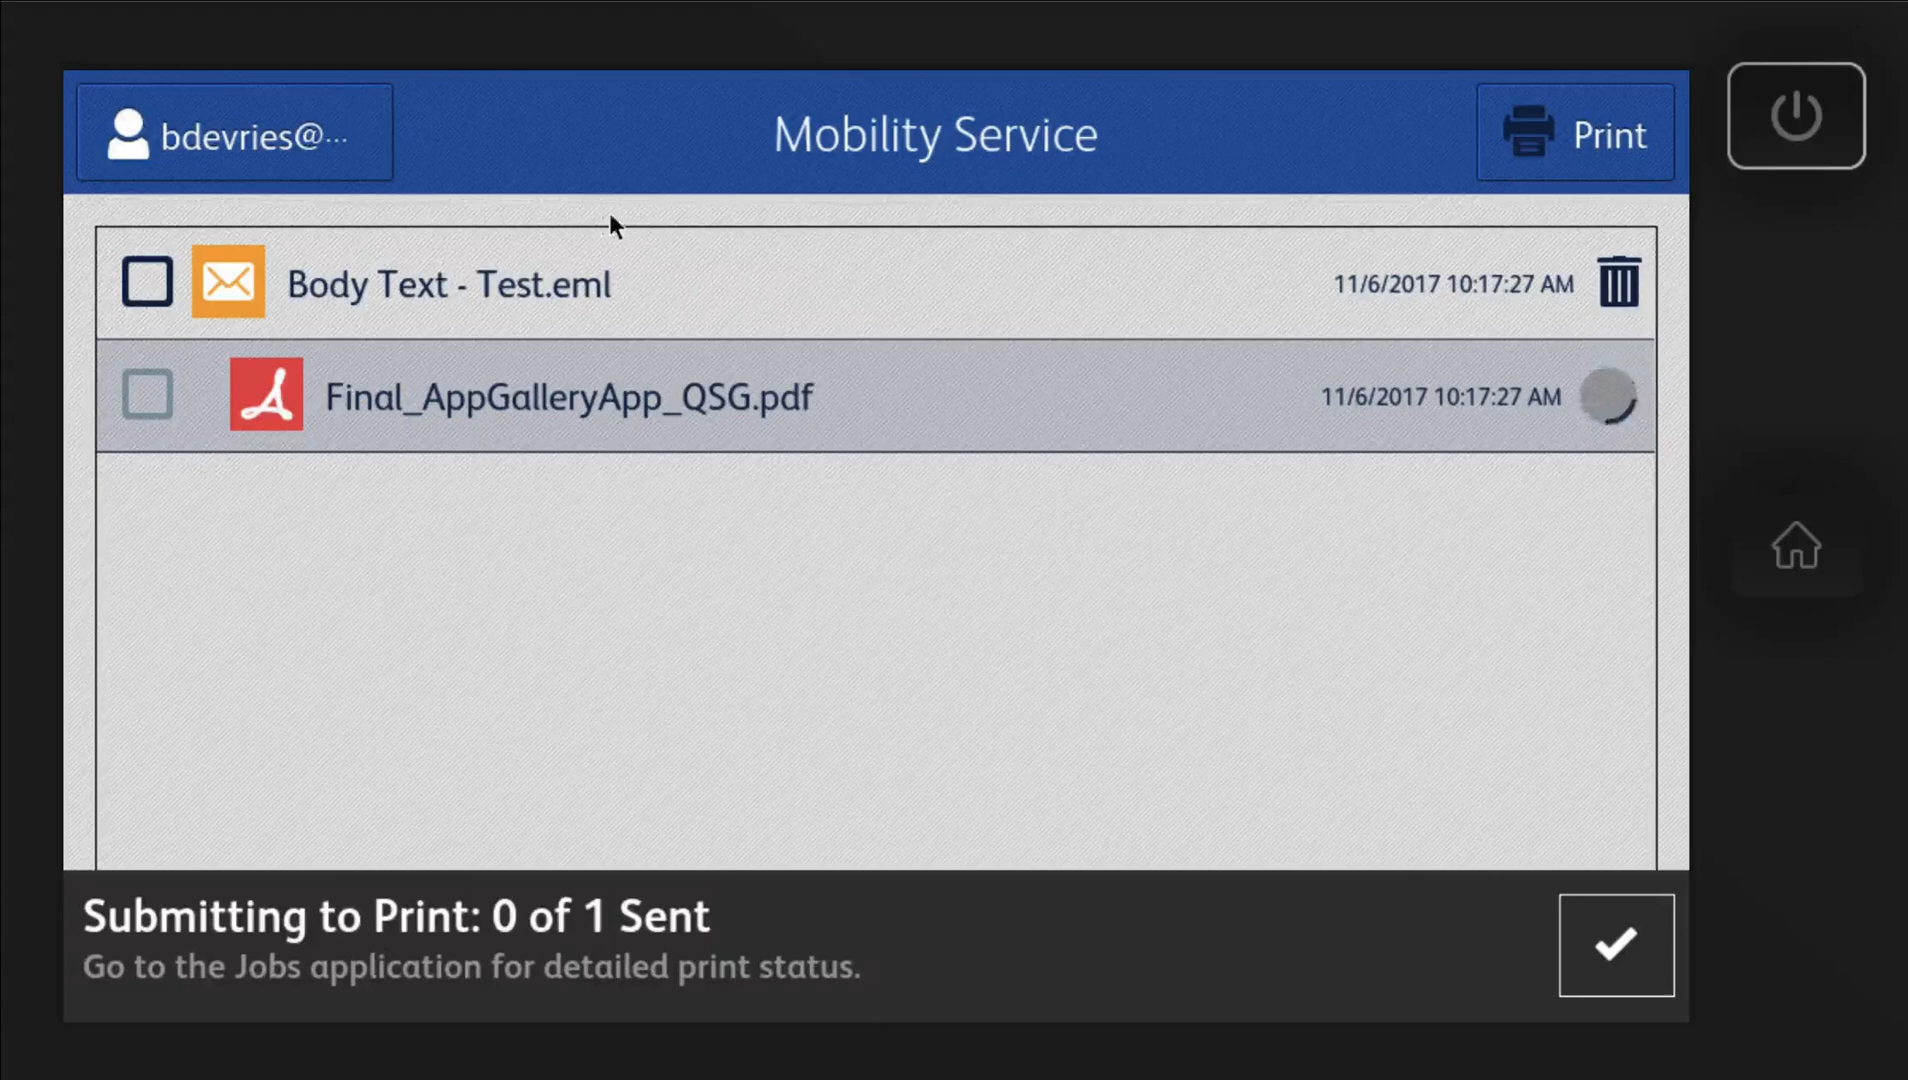 bdevries@...
Mobility Service
Print
Body Text - Test.eml
11/6/2017 10:17:27 AM
Final_AppGalleryApp_QSG.pdf
11/6/2017 10:17:27 AM
Submitting to Print: 0 of 1 Sent
Go to the Jobs application for detailed print status.